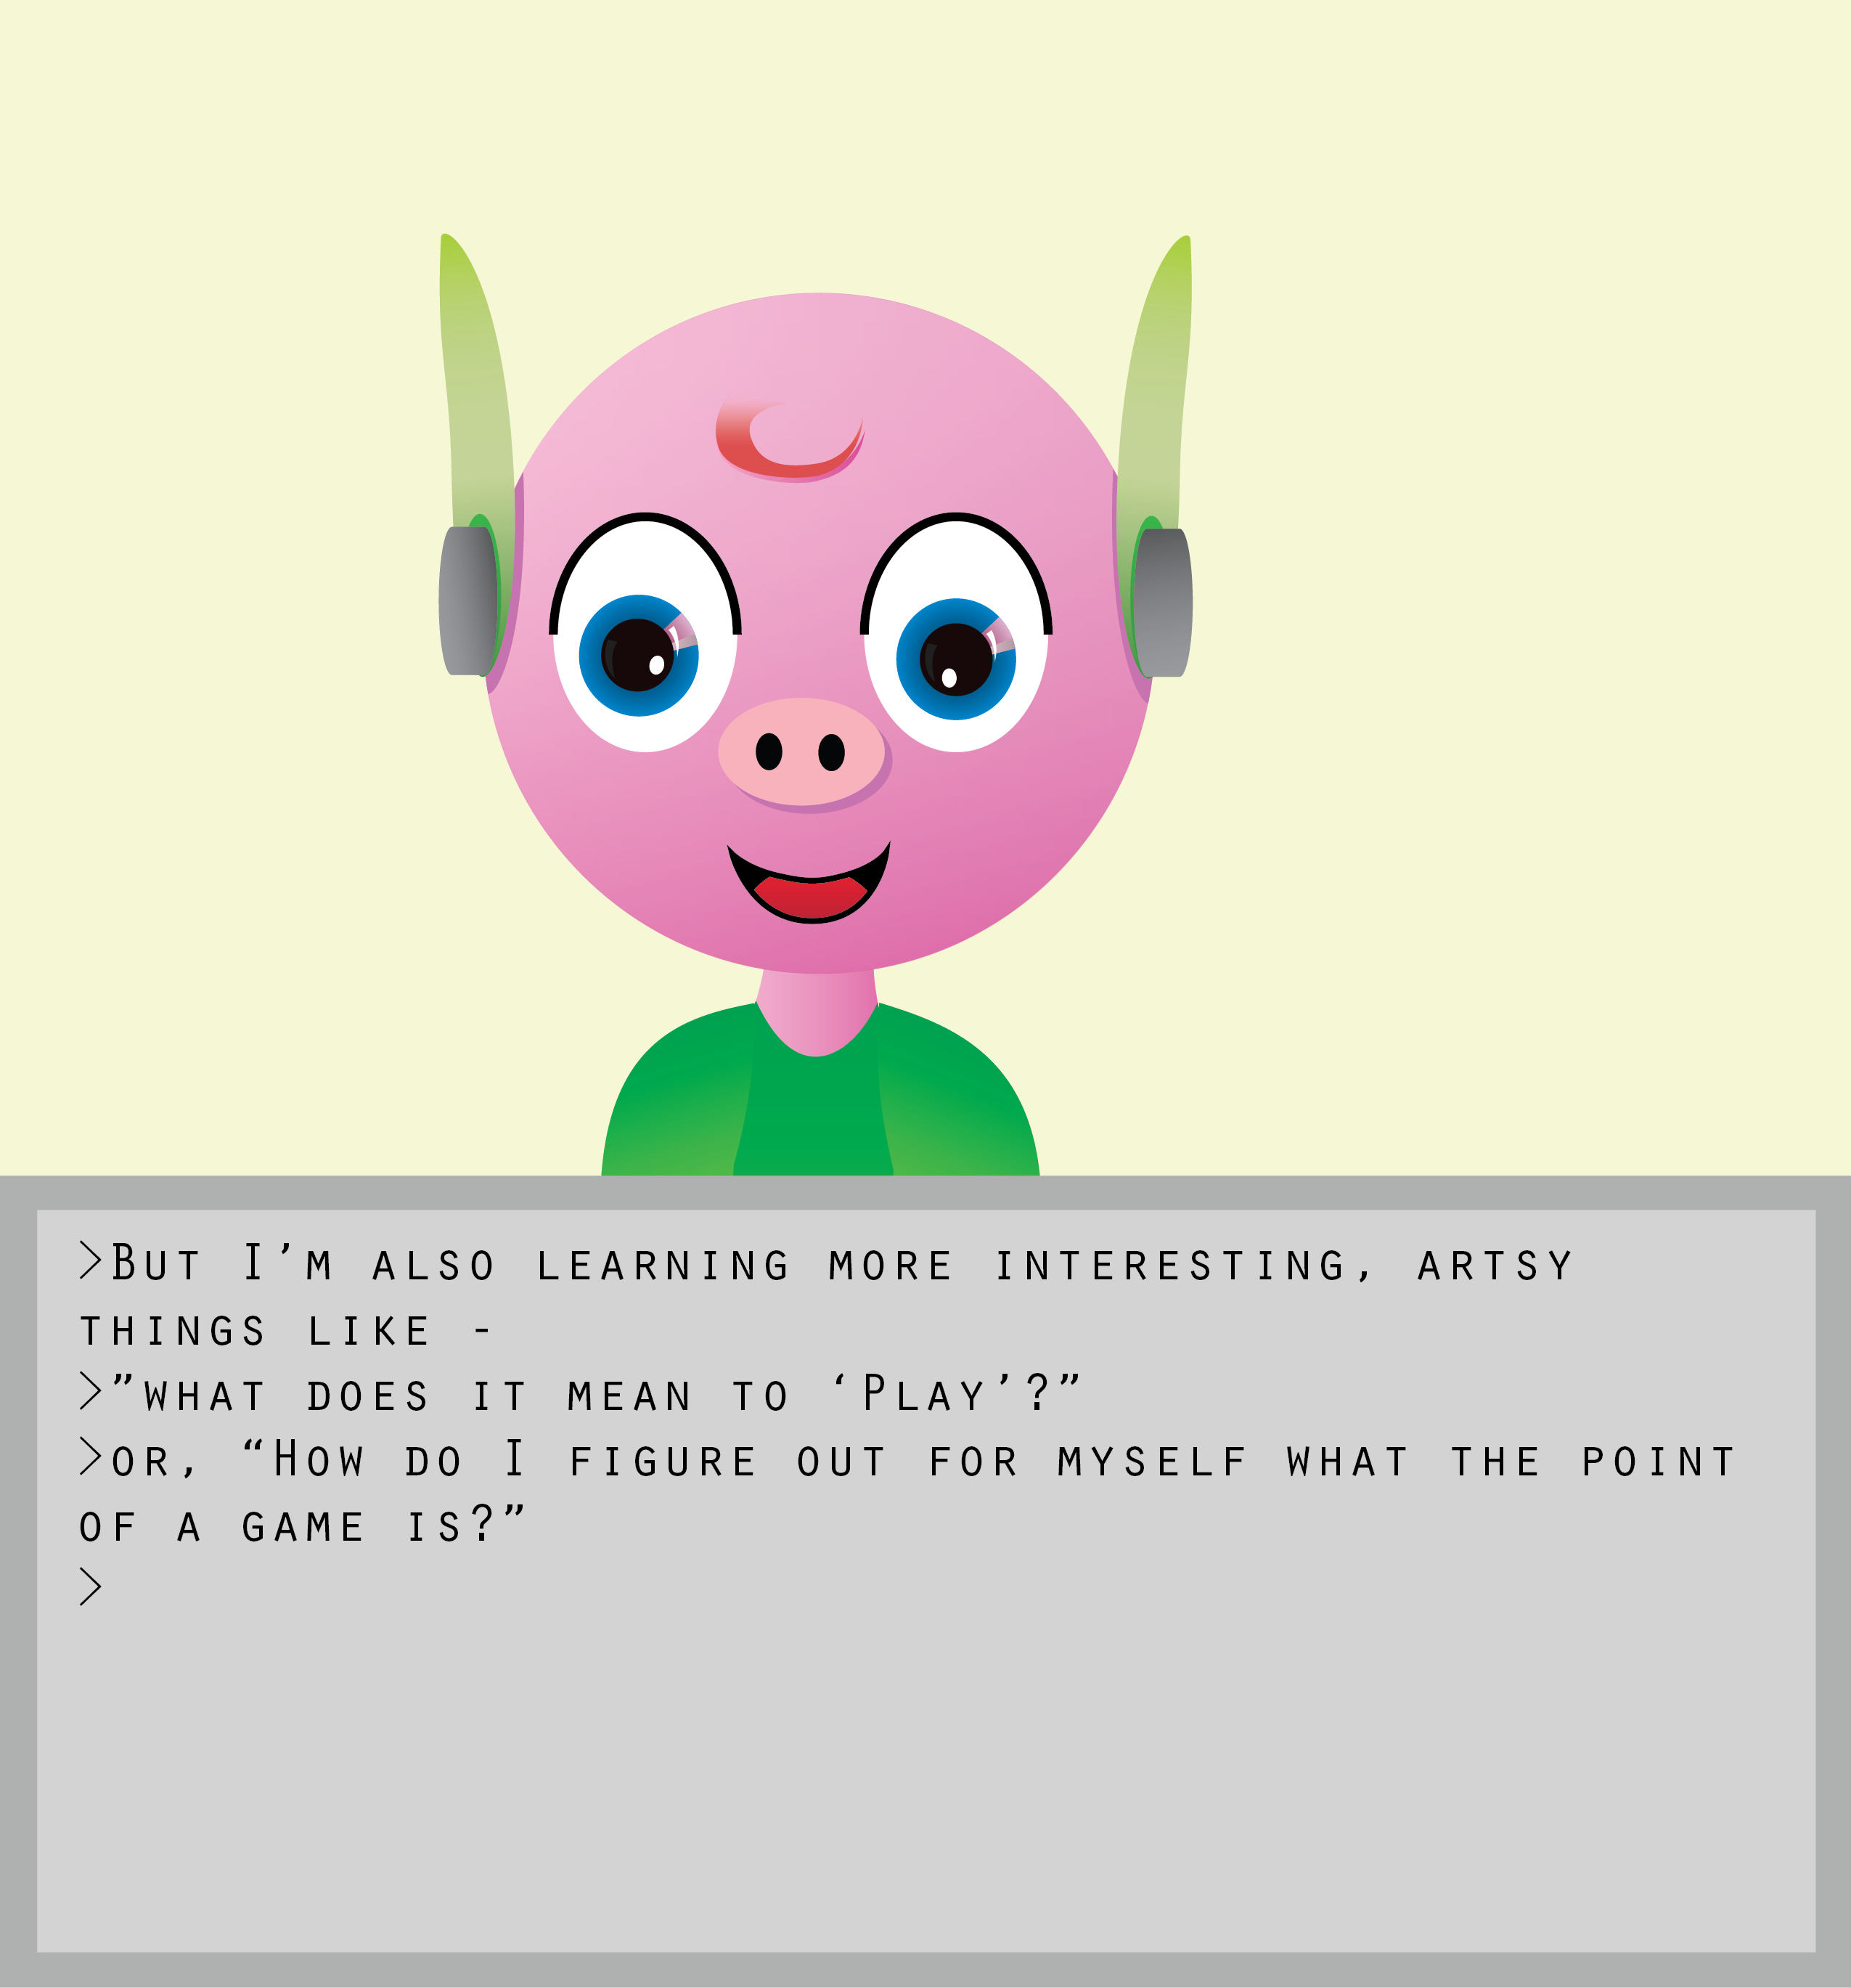 >But I’m also learning more interesting, artsy
things like -
>”what does it mean to ‘Play’?”
>or, “How do I figure out for myself what the point
of a game is?”
>